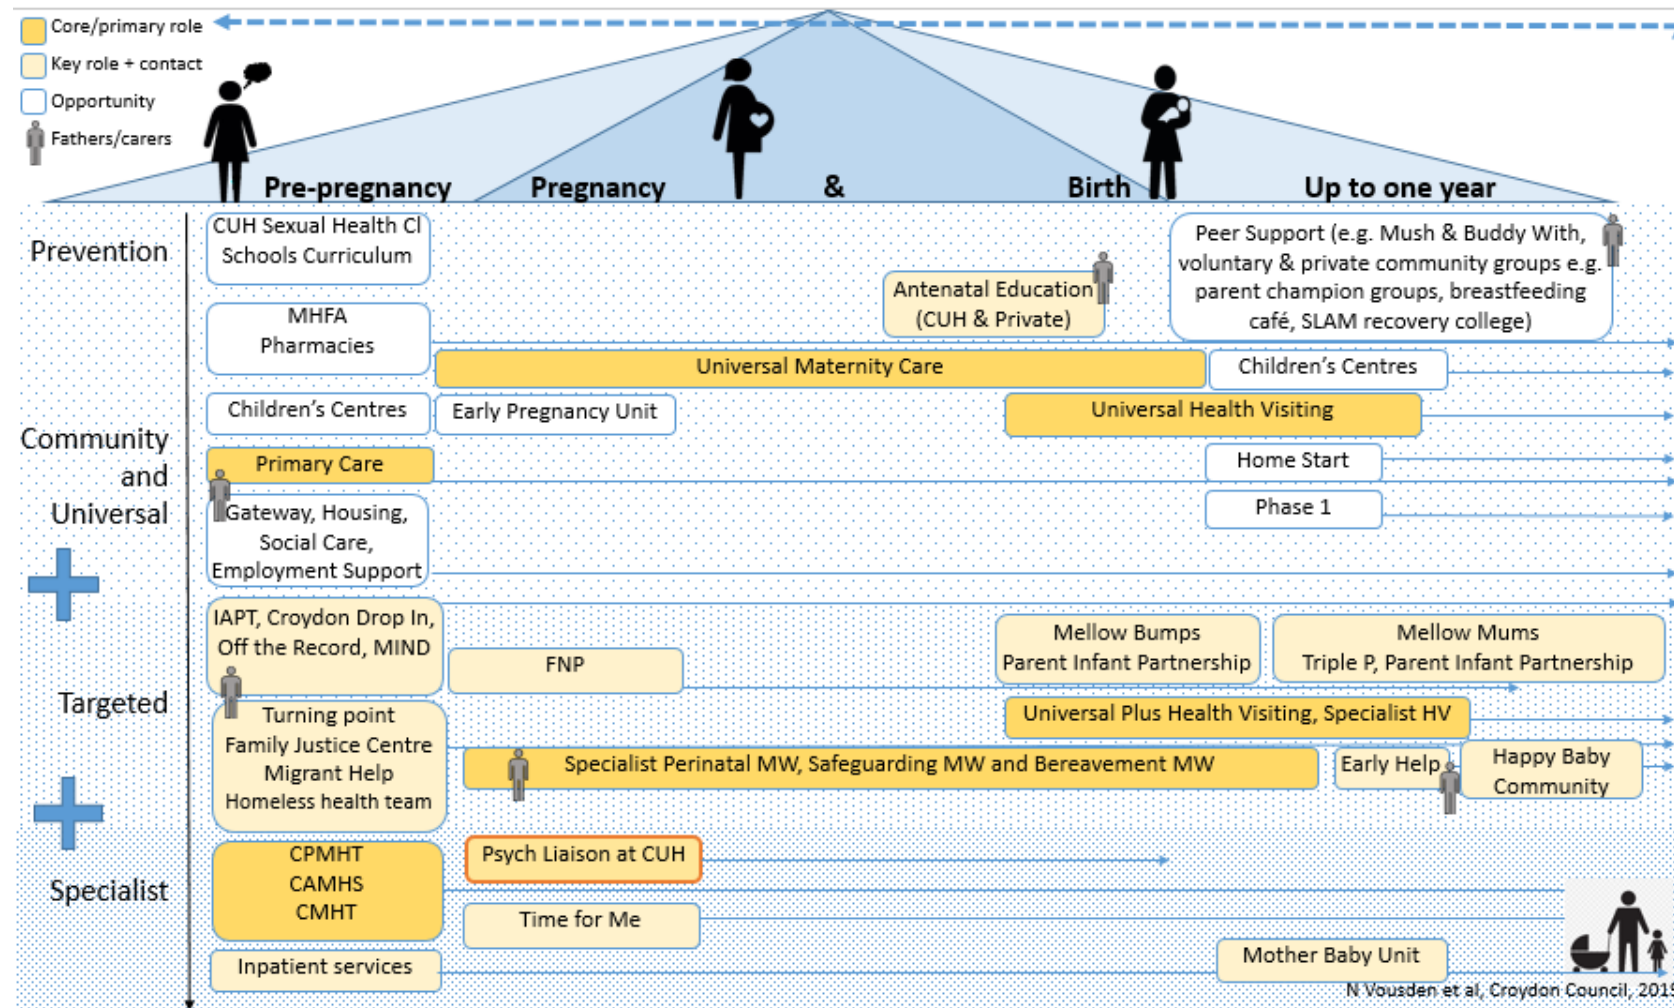 Core/primary role
Key role + contact
Opportunity
Fathers/carers
Pre-pregnancy
Pregnancy
&
Birth
Up to one year
Prevention
CUH Sexual Health Cl
Schools Curriculum
MHFA
Pharmacies
Antenatal Education
(CUH & Private)
Peer Support (e.g. Mush & Buddy With,
voluntary & private community groups e.g.
parent champion groups, breastfeeding
café, SLAM recovery college)
Universal Maternity Care
Children’s Centres
Community
and
Universal
Children’s Centres
Early Pregnancy Unit
Universal Health Visiting
Primary Care
Home Start
Gateway, Housing,
Social Care,
Employment Support
Phase 1
Targeted
IAPT, Croydon Drop In,
Off the Record, MIND
FNP
Mellow Bumps
Parent Infant Partnership
Mellow Mums
Triple P, Parent Infant Partnership
Turning point
Family Justice Centre
Migrant Help
Homeless health team
Universal Plus Health Visiting, Specialist HV
Specialist Perinatal MW, Safeguarding MW and Bereavement MW
Early Help
Happy Baby
Community
Specialist
CPMHT
CAMHS
CMHT
Psych Liaison at CUH
Time for Me
Inpatient services
Mother Baby Unit
N Vousden et al, Croydon Council,